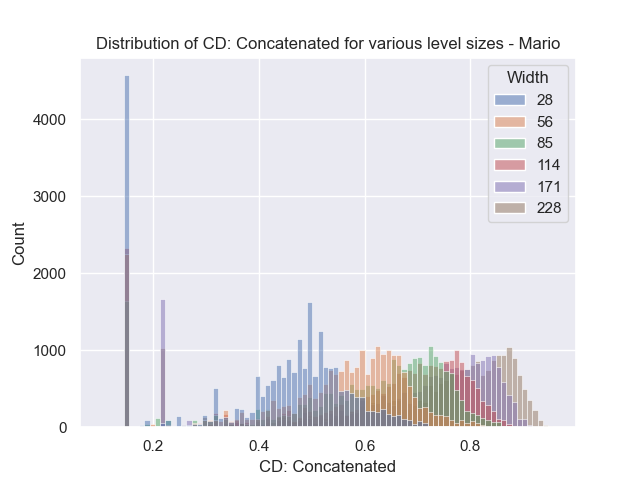 Distribution of CD: Concatenated for various level sizes - Mario
Width
28
56
85
114
171
228
4000
3000
2000
1000
0
Count
0.2 0.4 0.6 0.8
CD: Concatenated